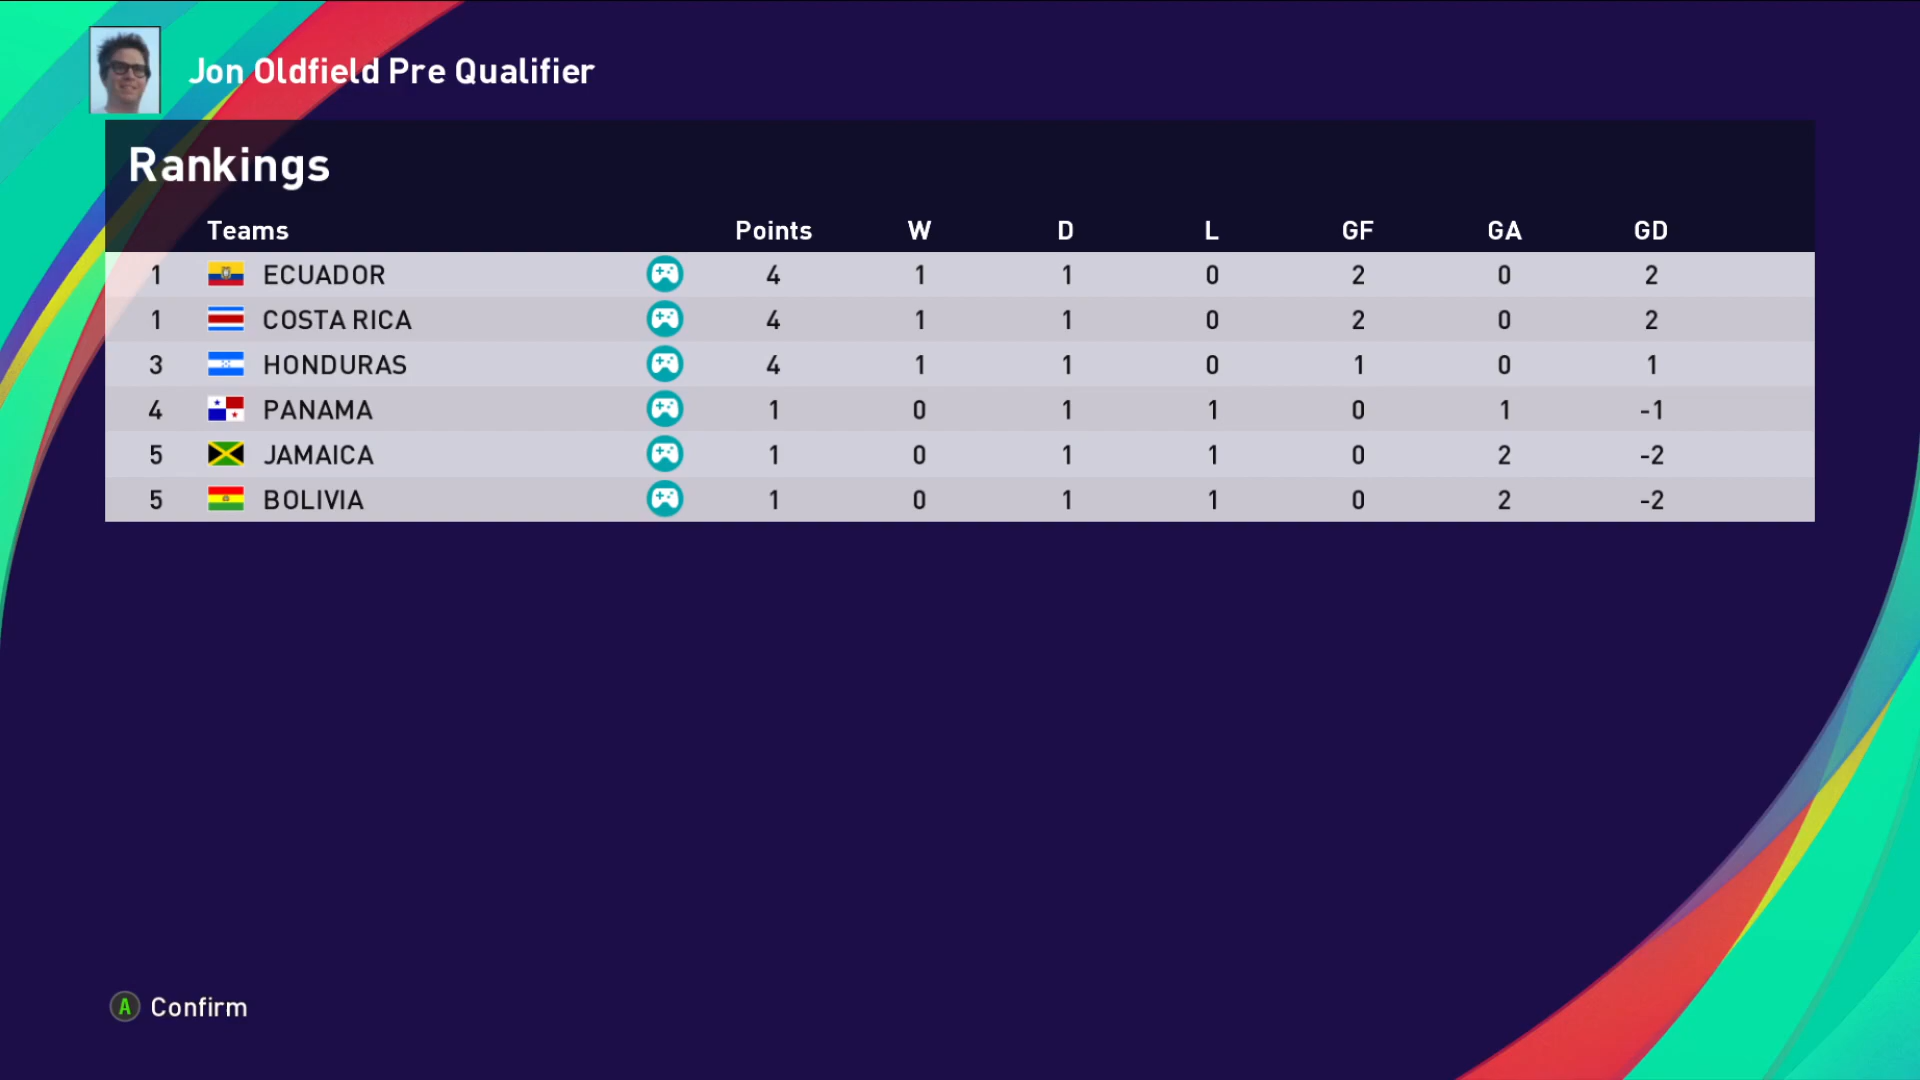 Jon Oldfield Pre Qualifier
Rankings
Teams Points W D L GF GA GD
1 ECUADOR 4 1 1 0 2 0 2
1 COSTA RICA 4 1 1 0 2 0 2
3 HONDURAS 4 1 1 0 1 0 1
4 PANAMA 1 0 1 1 0 1 -1
5 JAMAICA 1 0 1 1 0 2 -2
5 BOLIVIA 1 0 1 1 0 2 -2
A Confirm